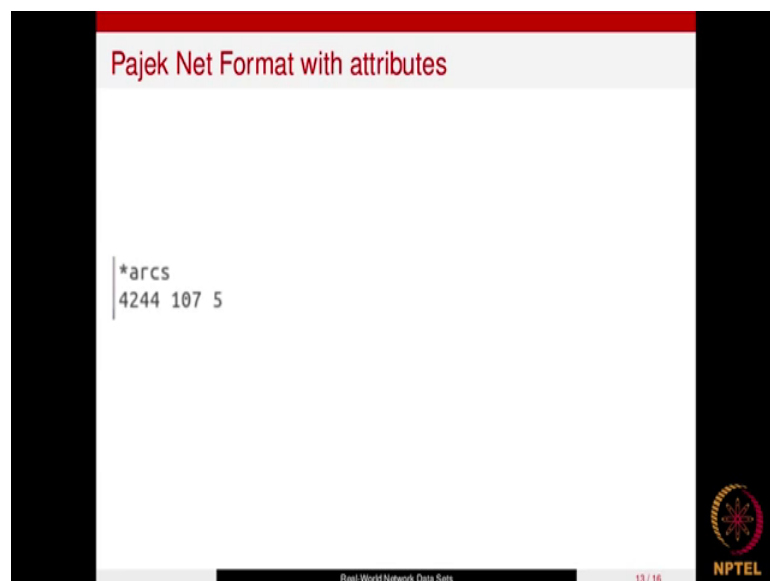 Pajek Net Format with attributes
*arcs
4244 107 5
Real-World Network Data Sets
13 / 16
NPTEL